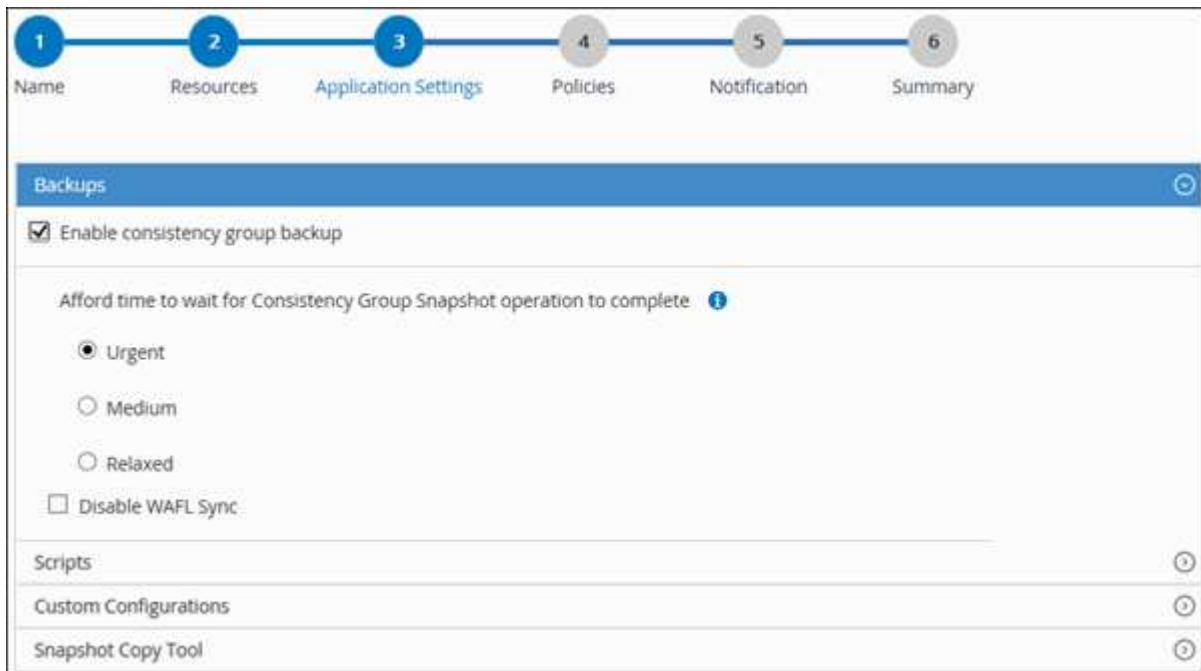 1 2 3 4 5 6
Name Resources Application Settings Policies Notification Summary
Backups
Enable consistency group backup
Afford time to wait for Consistency Group Snapshot operation to complete i
Urgent
Medium
Relaxed
Disable WAFL Sync
Scripts
Custom Configurations
Snapshot Copy Tool